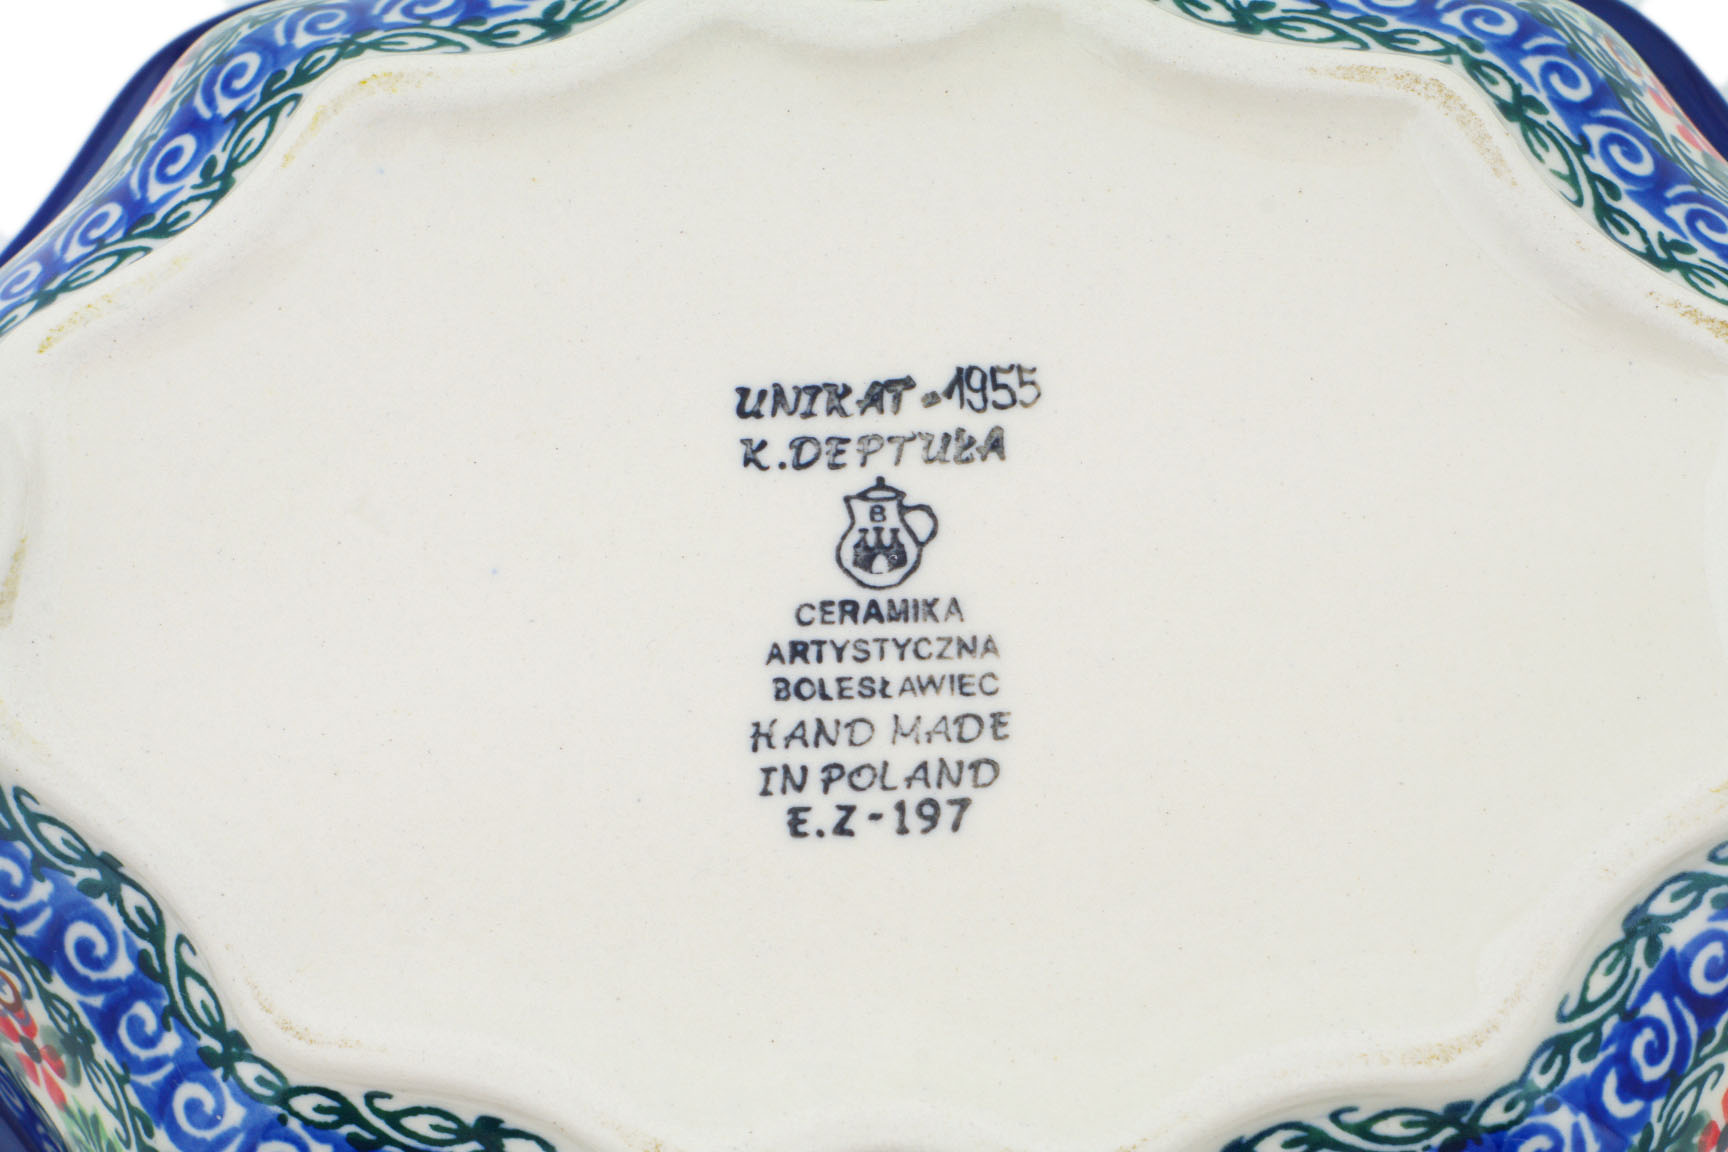 UNIKAT-1955
K.DEPTUŁA
B
CERAMIKA
ARTYSTYCZNA
BOLESŁAWIEC
HAND MADE
IN POLAND
E.Z-197